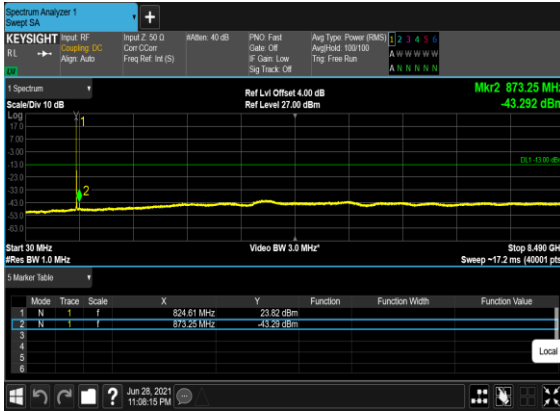 Spectrum Analyzer 1
Swept SA
+
KEYSIGHT Input: RF Input Z: 50 Ω #Atten: 40 dB PNO: Fast Avg Type: Power (RMS) 1 2 3 4 5 6
RL Coupling: DC Corr CCorr Gate: Off Avg|Hold: 100/100 A W W W W W
Align: Auto Freq Ref: Int (S) IF Gain: Low Trig: Free Run
LW Sig Track: Off A N N N N N
1 Spectrum Ref Lvl Offset 4.00 dB Mkr2 873.25 MHz
Scale/Div 10 dB Ref Level 27.00 dBm -43.292 dBm
Log
17.0
7.00
-3.00
-13.0
-23.0
-33.0
-43.0
-53.0
-63.0
1
2
DL1 -13.00 dBm
Start 30 MHz Video BW 3.0 MHz* Stop 8.490 GH
#Res BW 1.0 MHz Sweep ~17.2 ms (40001 pts
5 Marker Table
Mode Trace Scale X Y Function Function Width Function Value
1 N 1 f 824.61 MHz 23.82 dBm
2 N 1 f 873.25 MHz -43.29 dBm
3
4
5
6
Local
? Jun 28, 2021
11:08:15 PM